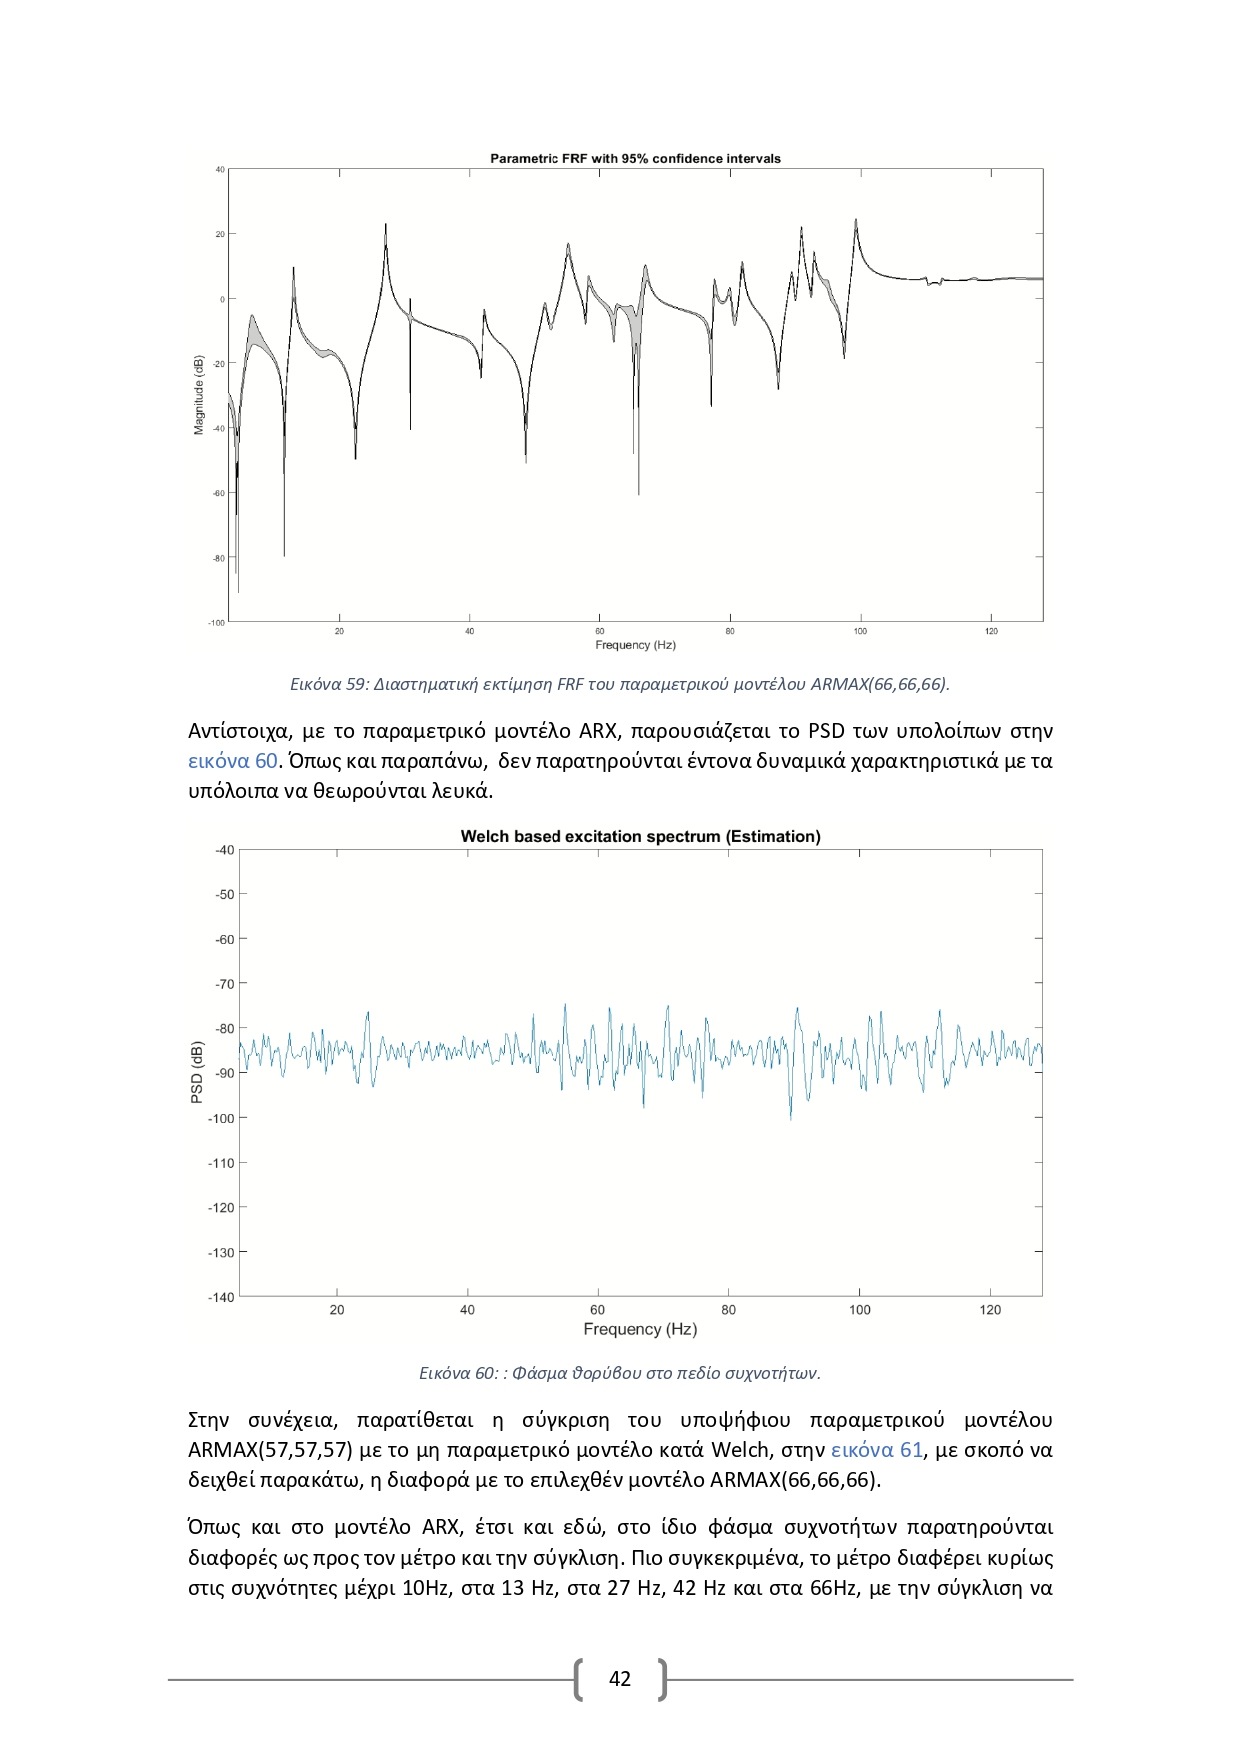 Parametric FRF with 95% confidence intervals
40
20
0
-20
-40
-60
-80
-100
Magnitude (dB)
20 40 60 80 100 120
Frequency (Hz)
Εικόνα 59: Διαστηματική εκτίμηση FRF του παραμετρικού μοντέλου ARMAX(66,66,66).
Αντίστοιχα, με το παραμετρικό μοντέλο ARX, παρουσιάζεται το PSD των υπολοίπων στην
εικόνα 60. Όπως και παραπάνω, δεν παρατηρούνται έντονα δυναμικά χαρακτηριστικά με τα
υπόλοιπα να θεωρούνται λευκά.
Welch based excitation spectrum (Estimation)
-40
-50
-60
-70
-80
-90
-100
-110
-120
-130
-140
PSD (dB)
20 40 60 80 100 120
Frequency (Hz)
Εικόνα 60: : Φάσμα θορύβου στο πεδίο συχνοτήτων.
Στην συνέχεια, παρατίθεται η σύγκριση του υποψήφιου παραμετρικού μοντέλου
ARMAX(57,57,57) με το μη παραμετρικό μοντέλο κατά Welch, στην εικόνα 61, με σκοπό να
δειχθεί παρακάτω, η διαφορά με το επιλεχθέν μοντέλο ARMAX(66,66,66).
Όπως και στο μοντέλο ARX, έτσι και εδώ, στο ίδιο φάσμα συχνοτήτων παρατηρούνται
διαφορές ως προς τον μέτρο και την σύγκλιση. Πιο συγκεκριμένα, το μέτρο διαφέρει κυρίως
στις συχνότητες μέχρι 10Hz, στα 13 Hz, στα 27 Hz, 42 Hz και στα 66Hz, με την σύγκλιση να
42